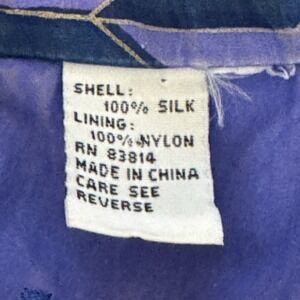 SHELL:
100% SILK
LINING:
100% NYLON
RN 83814
MADE IN CHINA
CARE SEE
REVERSE